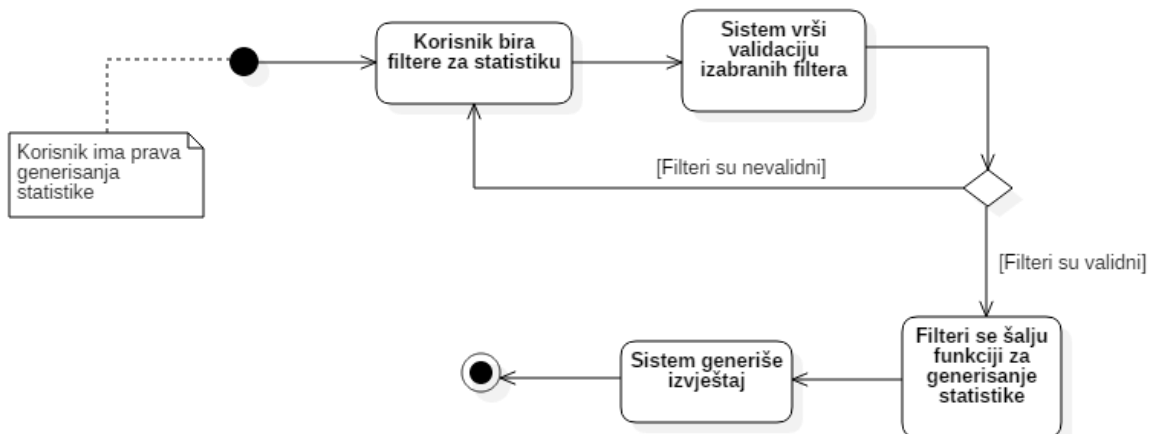 Korisnik bira
filtere za statistiku
Sistem vrši
validaciju
izabranih filtera
Korisnik ima prava
generisanja
statistike
[Filteri su nevalidni]
[Filteri su validni]
Filteri se šalju
funkciji za
generisanje
statistike
Sistem generiše
izvještaj